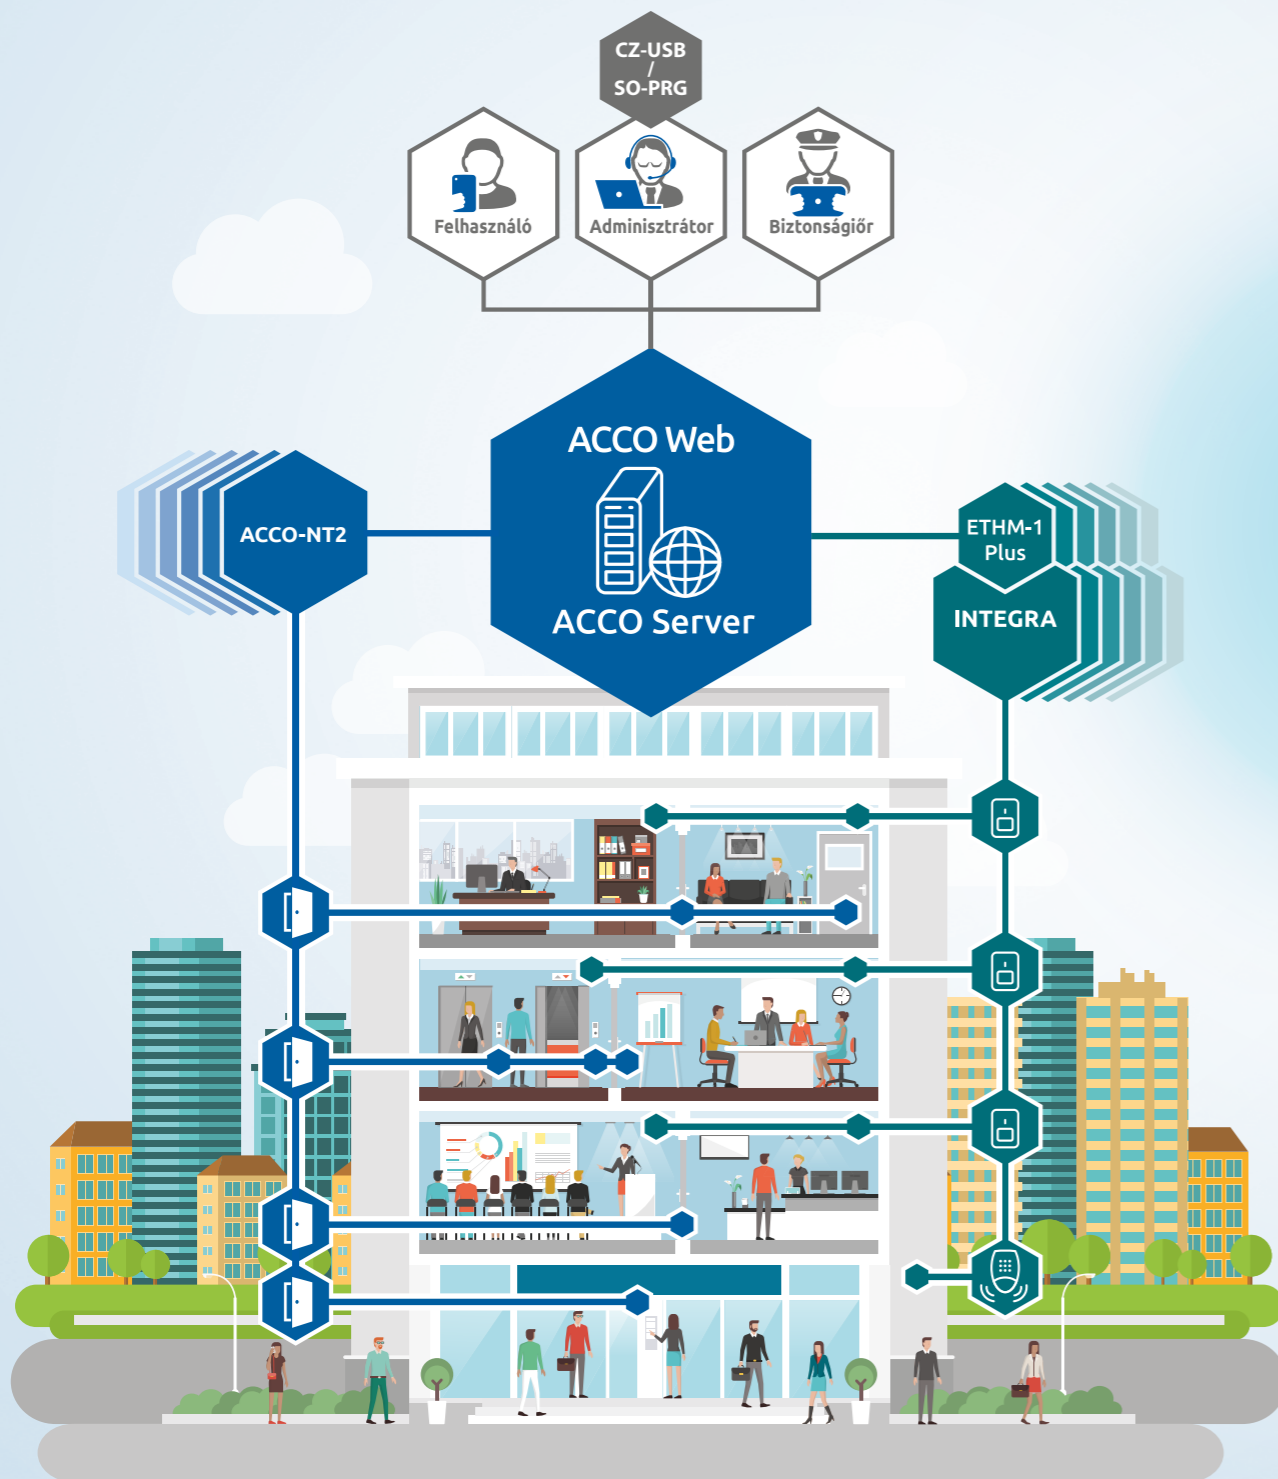 CZ-USB
/
SO-PRG
Felhasználó
Adminisztrátor
Biztonságiőr
ACCO Web
ACCO Server
ACCO-NT2
ETHM-1
Plus
INTEGRA